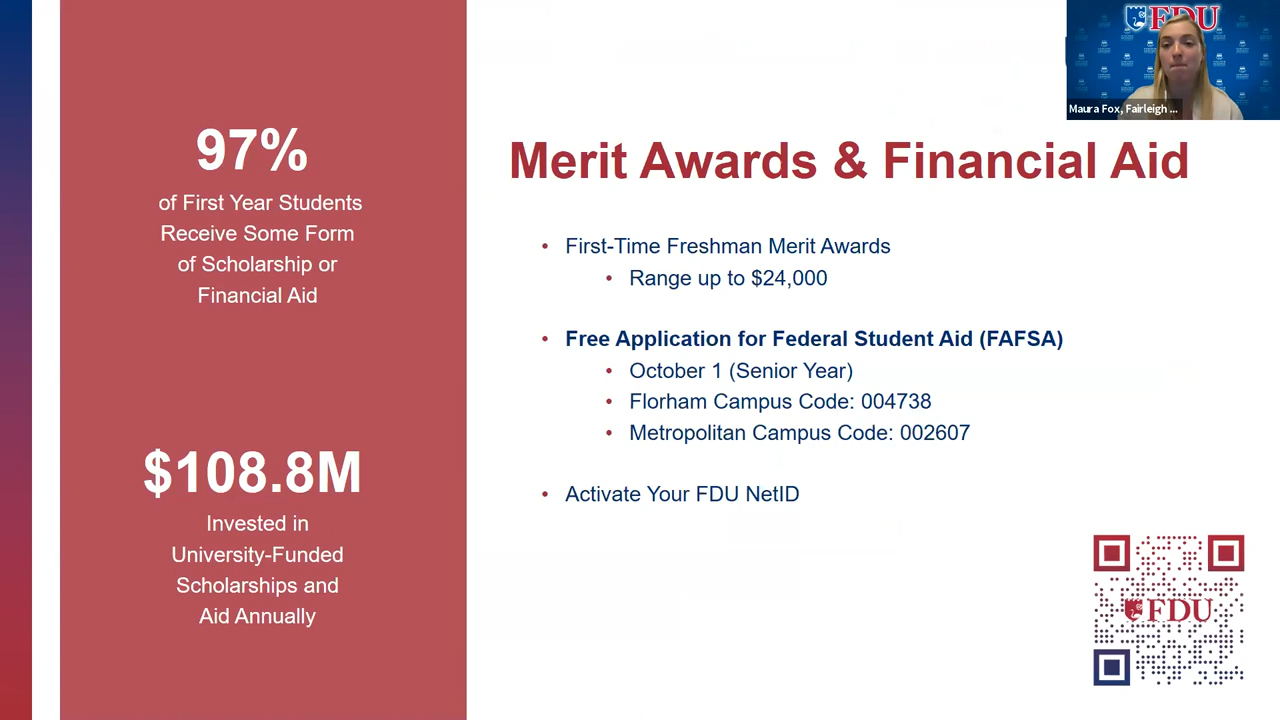 FDU
Maura Fox, Fairleigh ...
97%
of First Year Students
Receive Some Form
of Scholarship or
Financial Aid
$108.8M
Invested in
University-Funded
Scholarships and
Aid Annually
Merit Awards & Financial Aid
• First-Time Freshman Merit Awards
• Range up to $24,000
• Free Application for Federal Student Aid (FAFSA)
• October 1 (Senior Year)
• Florham Campus Code: 004738
• Metropolitan Campus Code: 002607
• Activate Your FDU NetID
FDU